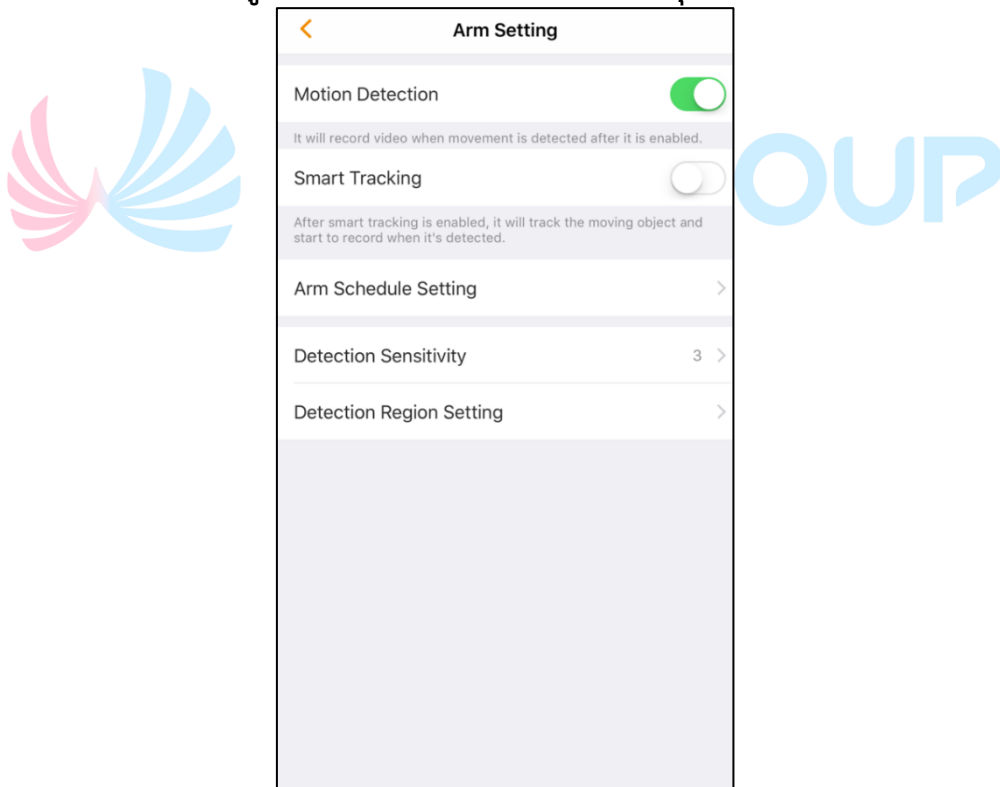 Arm Setting
Motion Detection
It will record video when movement is detected after it is enabled.
Smart Tracking
After smart tracking is enabled, it will track the moving object and
start to record when it's detected.
Arm Schedule Setting
Detection Sensitivity 3
Detection Region Setting
OUP